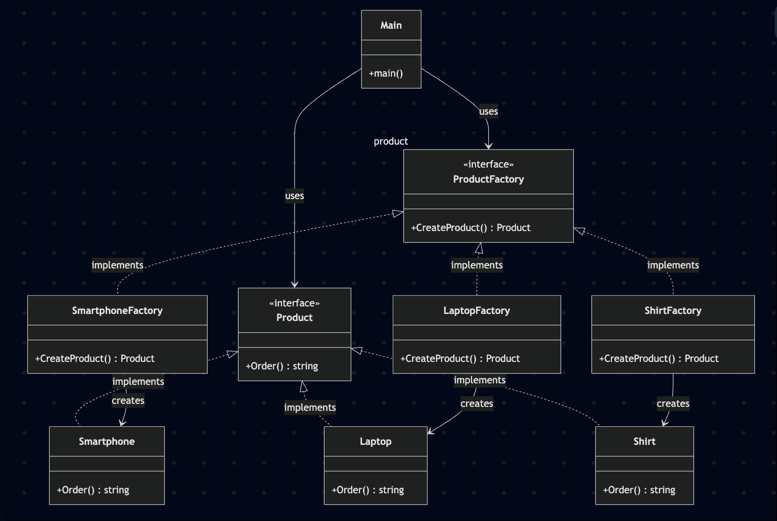 Main
+main()
uses
product
«interface»
ProductFactory
+CreateProduct() : Product
uses
implements
implements
implements
SmartphoneFactory
+CreateProduct() : Product
«interface»
Product
+Order() : string
LaptopFactory
+CreateProduct() : Product
ShirtFactory
+CreateProduct() : Product
implements
creates
implements
implements
creates
creates
Smartphone
+Order() : string
Laptop
+Order() : string
Shirt
+Order() : string